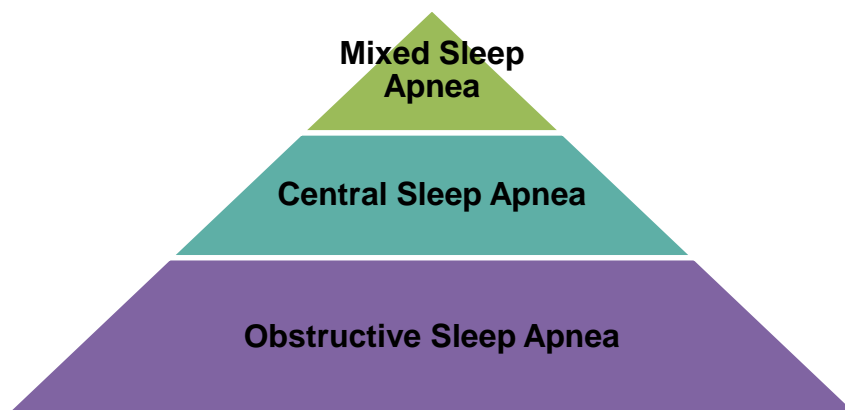 Mixed Sleep
Apnea
Central Sleep Apnea
Obstructive Sleep Apnea